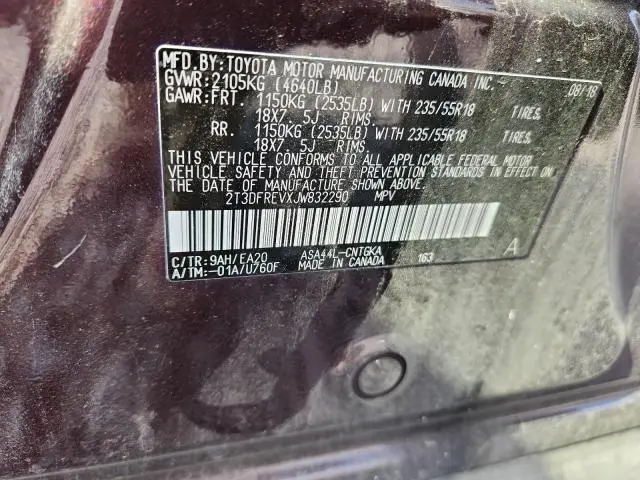 MFD.BY:TOYOTA MOTOR MANUFACTURING CANADA INC. 08/18
GVWR:2105KG (4640LB)
GAWR:FRT. 1150KG (2535LB) WITH 235/55R18 TIRES,
18X7. 5J RIMS.
RR. 1150KG (2535LB) WITH 235/55R18 TIRES,
18X7. 5J RIMS.
THIS VEHICLE CONFORMS TO ALL APPLICABLE FEDERAL MOTOR
VEHICLE SAFETY AND THEFT PREVENTION STANDARDS IN EFFECT ON
THE DATE OF MANUFACTURE SHOWN ABOVE.
2T3DFREVXJW832290 MPV
C/TR:9AH/EA20 ASA44L-CNTGKA 163 A
A/TM:-01A/U760F MADE IN CANADA